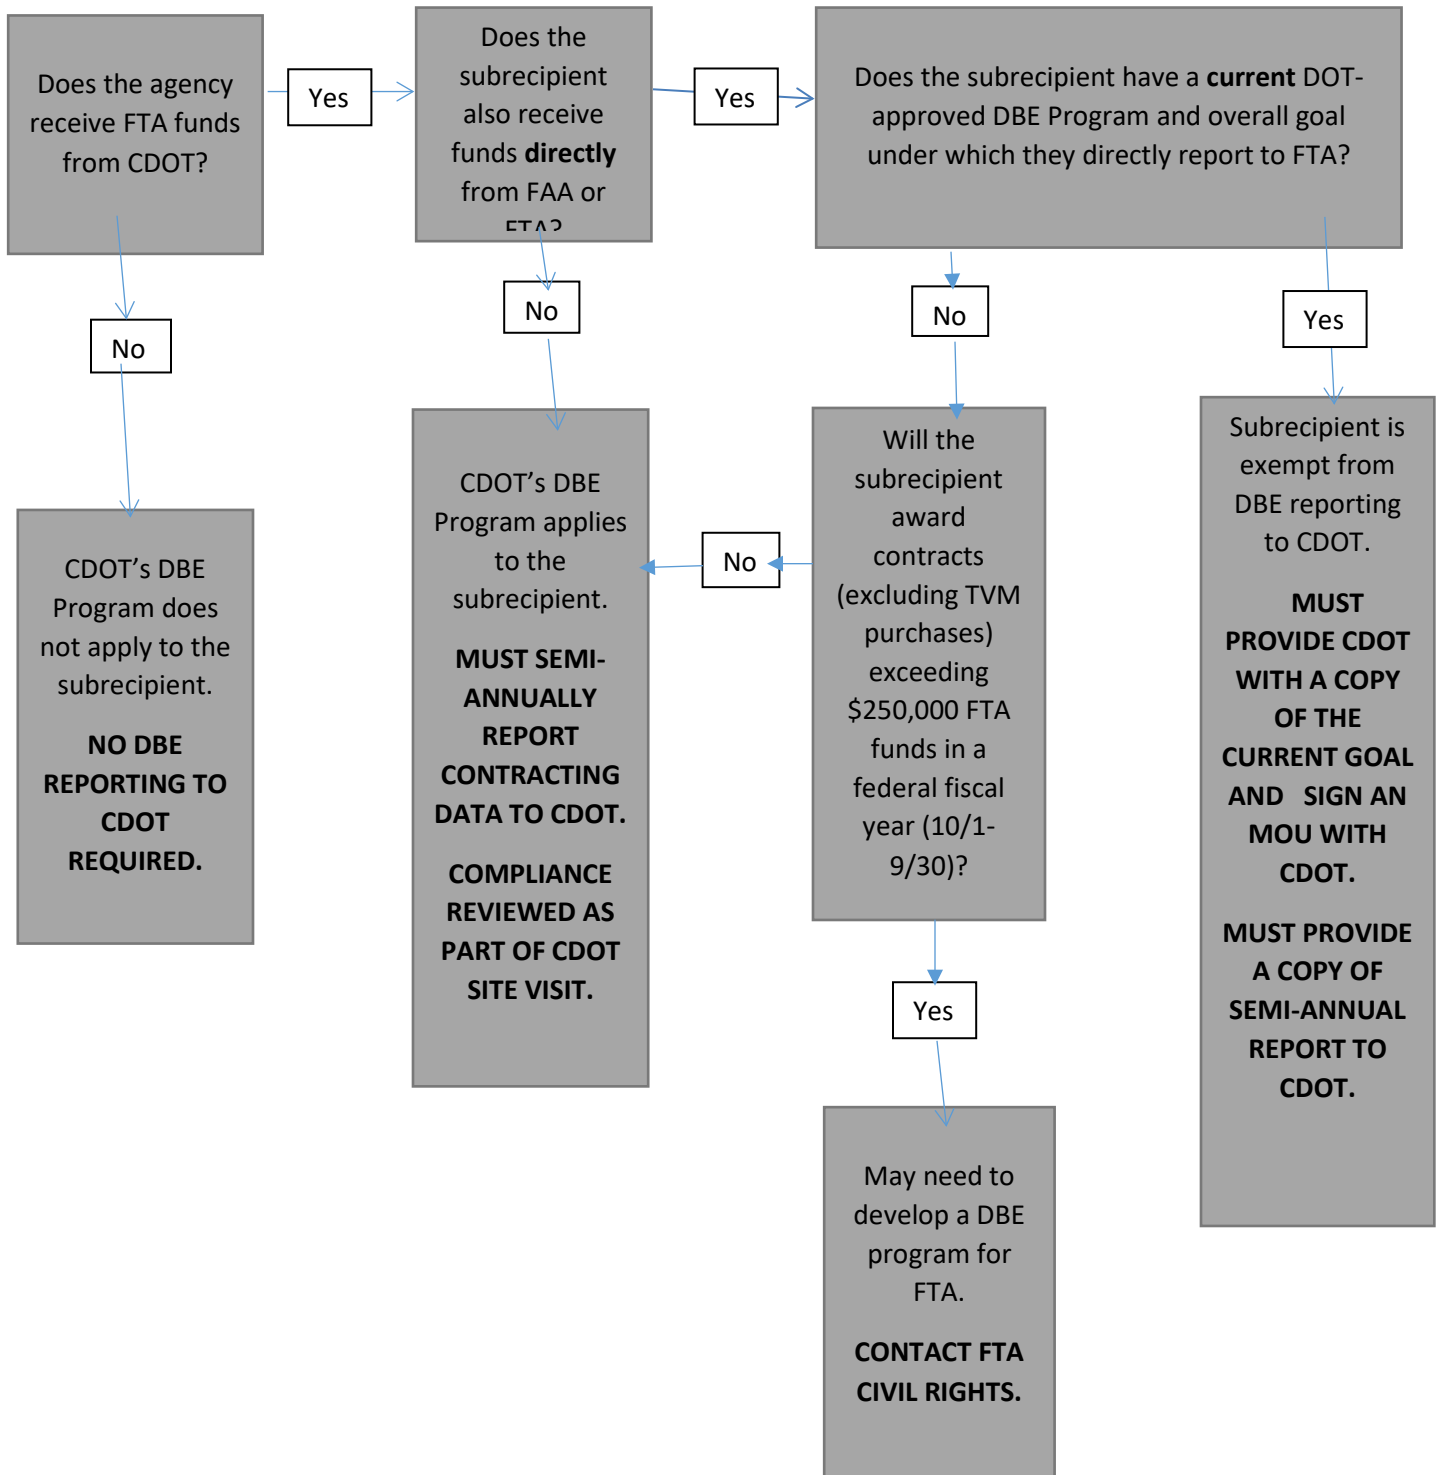 Does the agency
receive FTA funds
from CDOT?
Yes
Does the
subrecipient
also receive
funds directly
from FAA or
FTA?
Yes
Does the subrecipient have a current DOT-
approved DBE Program and overall goal
under which they directly report to FTA?
No
No
No
Yes
CDOT’s DBE
Program does
not apply to the
subrecipient.
NO DBE
REPORTING TO
CDOT
REQUIRED.
CDOT’s DBE
Program applies
to the
subrecipient.
MUST SEMI-
ANNUALLY
REPORT
CONTRACTING
DATA TO CDOT.
COMPLIANCE
REVIEWED AS
PART OF CDOT
SITE VISIT.
No
Will the
subrecipient
award
contracts
(excluding TVM
purchases)
exceeding
$250,000 FTA
funds in a
federal fiscal
year (10/1-
9/30)?
Subrecipient is
exempt from
DBE reporting
to CDOT.
MUST
PROVIDE CDOT
WITH A COPY
OF THE
CURRENT GOAL
AND SIGN AN
MOU WITH
CDOT.
MUST PROVIDE
A COPY OF
SEMI-ANNUAL
REPORT TO
CDOT.
Yes
May need to
develop a DBE
program for
FTA.
CONTACT FTA
CIVIL RIGHTS.